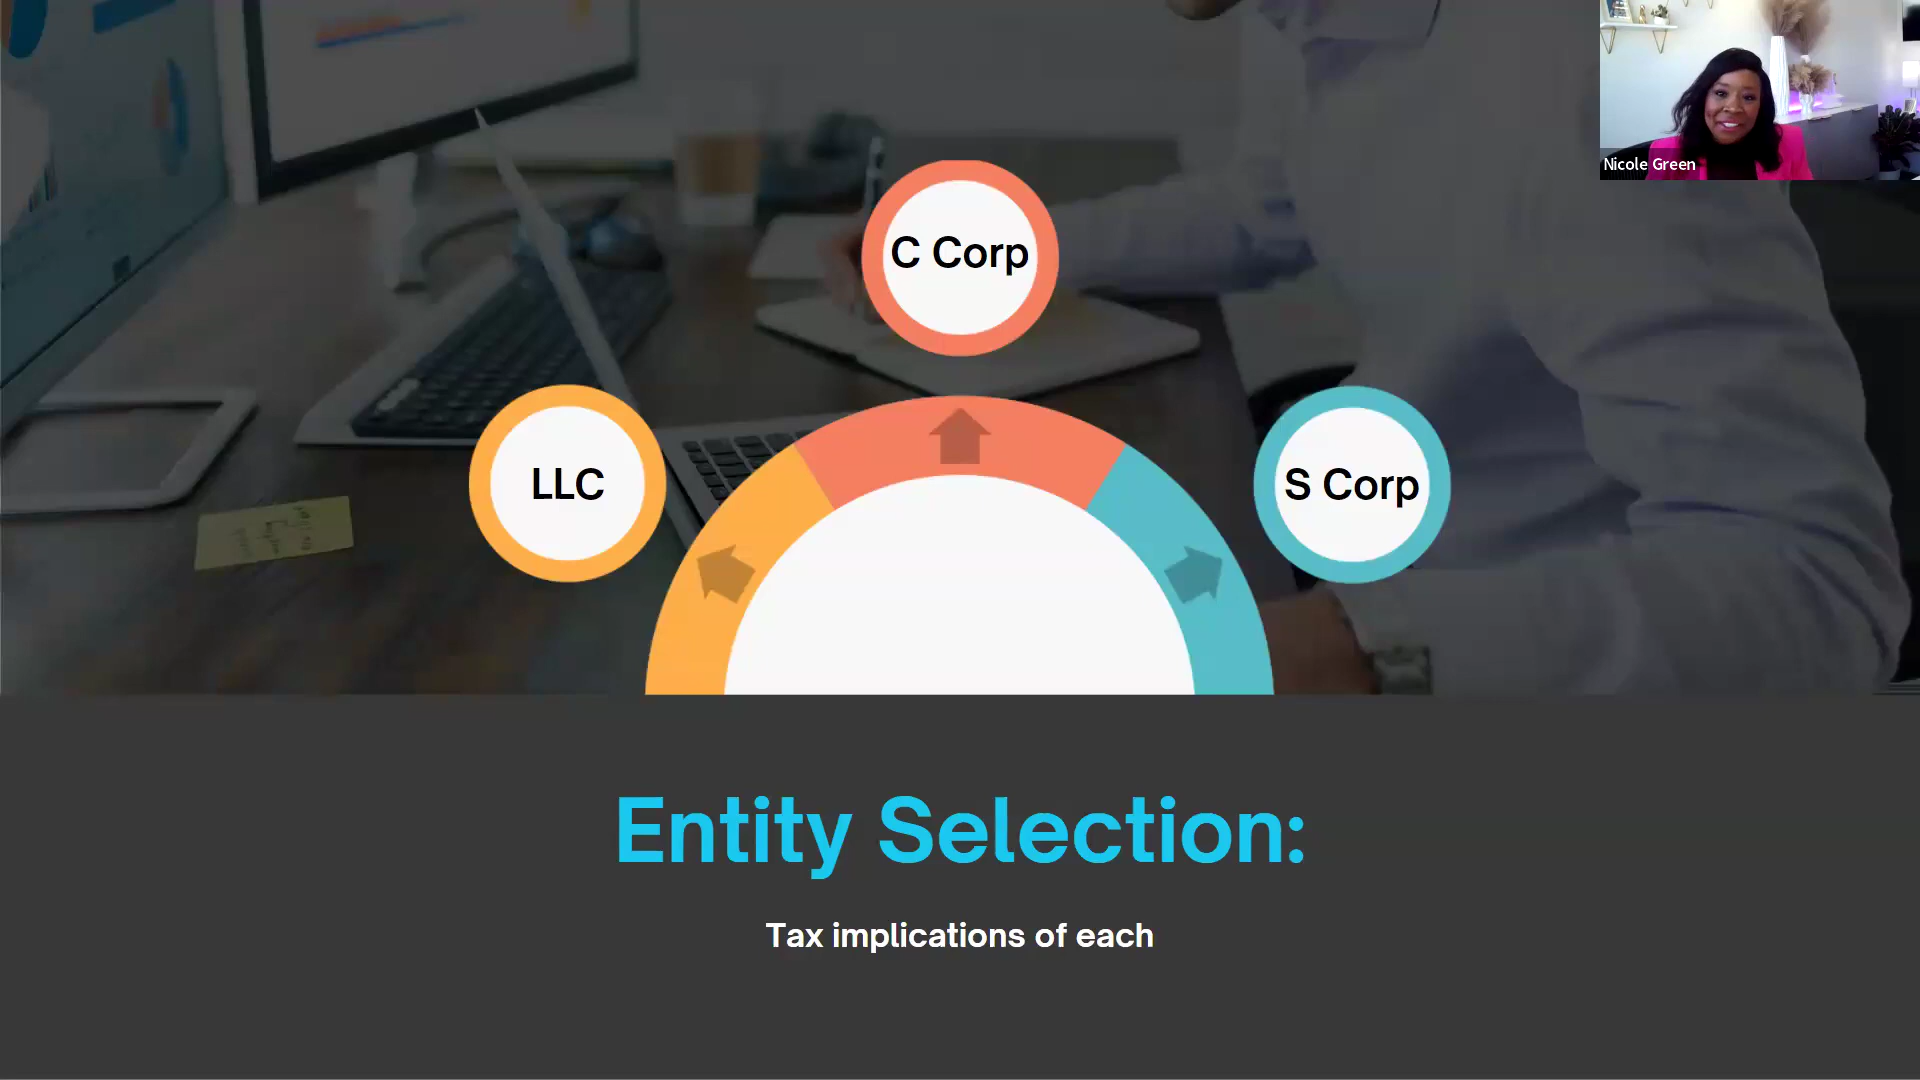 Nicole Green
C Corp
LLC
S Corp
Entity Selection:
Tax implications of each